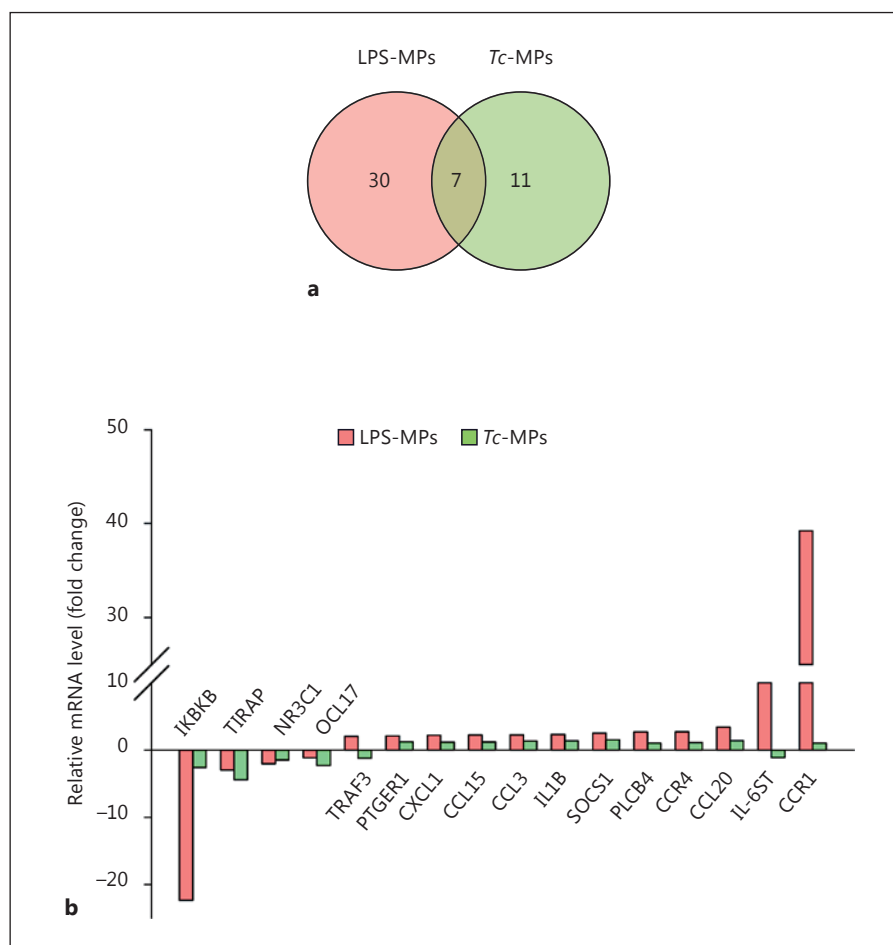 LPS-MPs Tc-MPs
30 7 11
a
50
LPS-MPs Tc-MPs
40
30
10
0
–10
–20
Relative mRNA level (fold change)
IKBKB TIRAP NR3C1 OCL17
TRAF3 PTGER1 CXCL1 CCL15 CCL3 IL1B SOCS1 PLCB4 CCR4 CCL20 IL-6ST CCR1
b